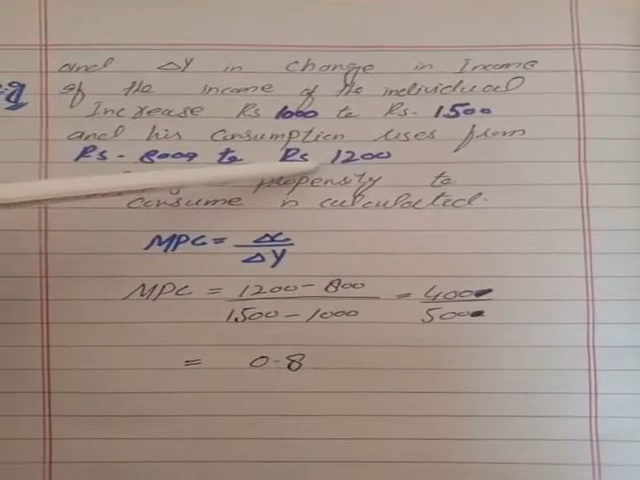 and ΔY in change in Income
e.g of the income of the individual
Increase Rs 1000 to Rs. 1500
and his consumption rises from
Rs. 8000 to Rs 1200
propensity to
consume is calculated.
MPC = ΔC / ΔY
MPC = 1200 - 800 / 1500 - 1000 = 400 / 500
= 0.8